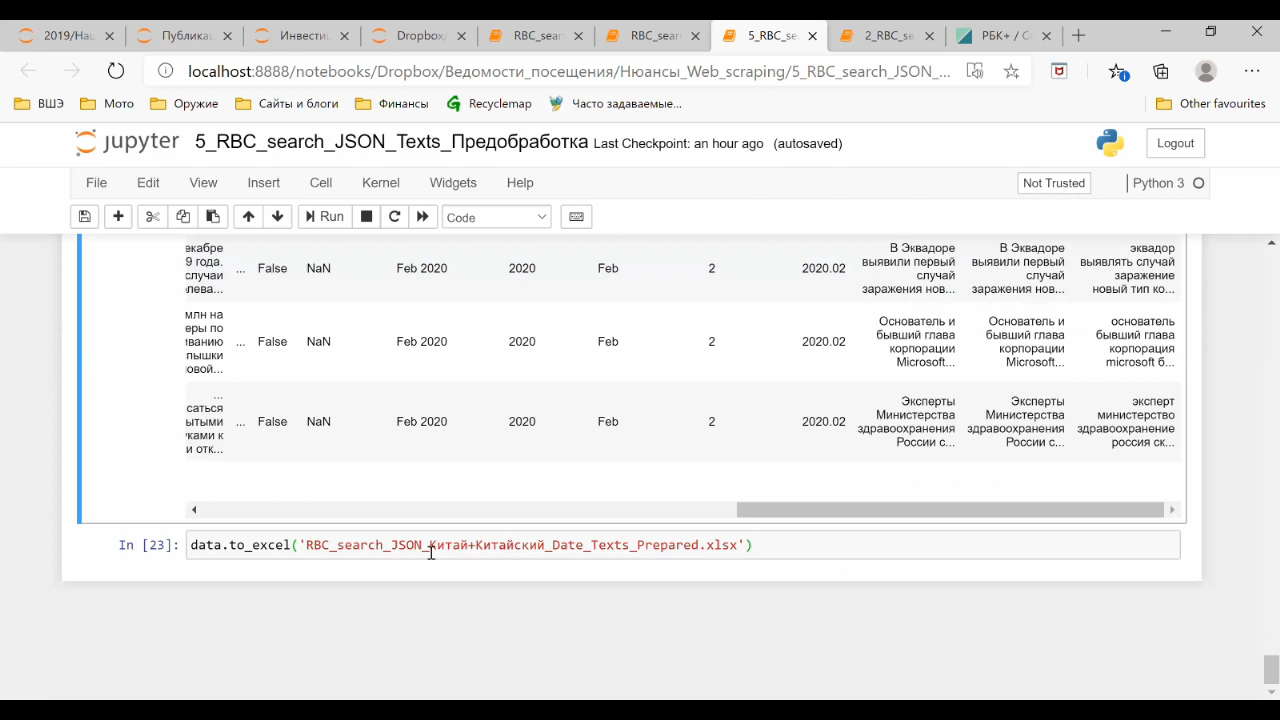 2019/Нац
Публика
Инвести
Dropbox/
RBC_sear
RBC_sear
5_RBC_se
2_RBC_se
РБК+ / С
localhost:8888/notebooks/Dropbox/Ведомости_посещения/Нюансы_Web_scraping/5_RBC_search_JSON_...
ВШЭ
Мото
Оружие
Сайты и блоги
Финансы
Recyclemap
Часто задаваемые...
Other favourites
jupyter 5_RBC_search_JSON_Texts_Предобработка Last Checkpoint: an hour ago (autosaved)
Logout
File Edit View Insert Cell Kernel Widgets Help
Not Trusted
Python 3
Run
Code
екабре
9 года.
случаи
лева...
... False NaN Feb 2020 2020 Feb 2 2020.02
В Эквадоре
выявили первый
случай
заражения нов...
В Эквадоре
выявили первый
случай
заражения нов...
эквадор
выявлять случай
заражение
новый тип ко...
млн на
еры по
иванию
пышки
ювой...
... False NaN Feb 2020 2020 Feb 2 2020.02
Основатель и
бывший глава
корпорации
Microsoft...
Основатель и
бывший глава
корпорации
Microsoft...
основатель
бывший глава
корпорация
microsoft б...
...
саться
ытыми
уками к
и отк...
... False NaN Feb 2020 2020 Feb 2 2020.02
Эксперты
Министерства
здравоохранения
России с...
Эксперты
Министерства
здравоохранения
России с...
эксперт
министерство
здравоохранение
россия ск...
In [23]: data.to_excel('RBC_search_JSON_Китай+Китайский_Date_Texts_Prepared.xlsx')